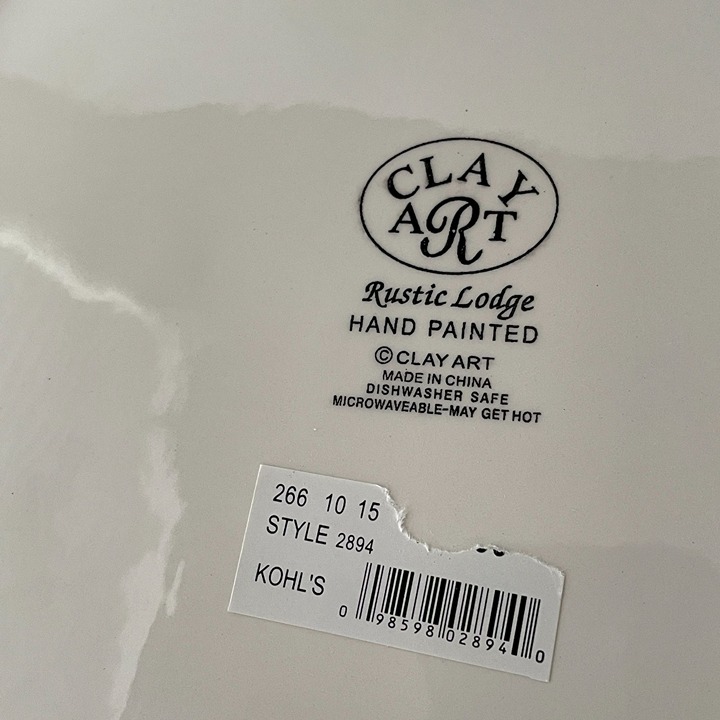 CLAY
ART
Rustic Lodge
HAND PAINTED
© CLAY ART
MADE IN CHINA
DISHWASHER SAFE
MICROWAVEABLE-MAY GET HOT
266 10 15
STYLE 2894
KOHL'S
0 98598 02894 0